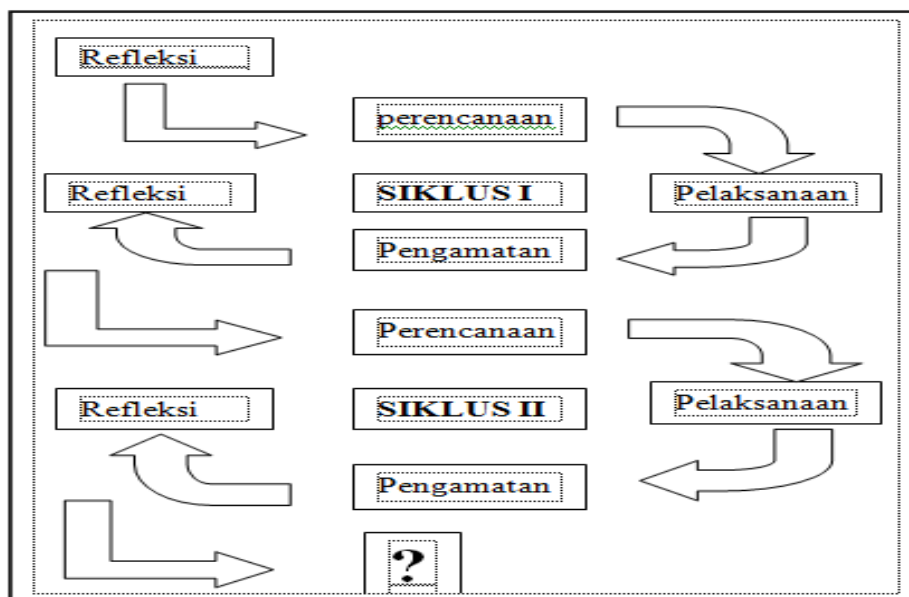 Refleksi
perencanaan
Refleksi
SIKLUS I
Pelaksanaan
Pengamatan
Perencanaan
Refleksi
SIKLUS II
Pelaksanaan
Pengamatan
?